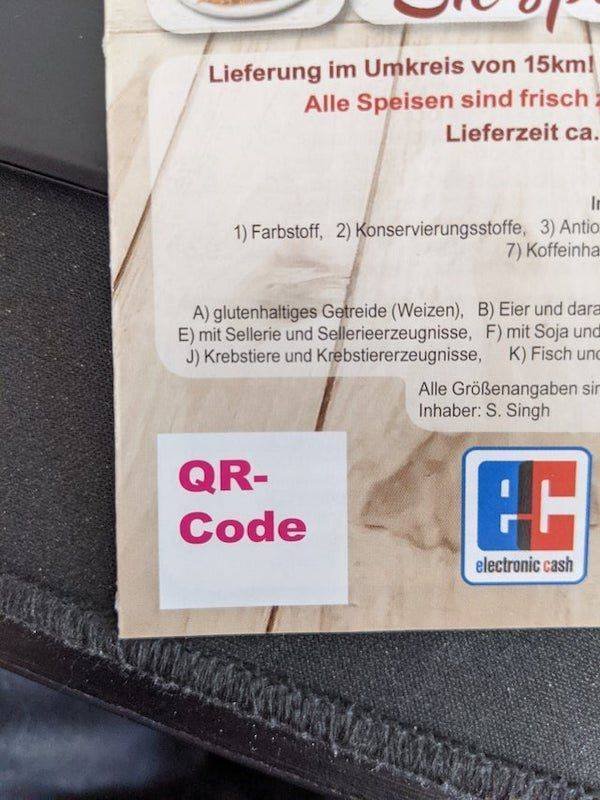 Lieferung im Umkreis von 15km!
Alle Speisen sind frisch
Lieferzeit ca.
1) Farbstoff, 2) Konservierungsstoffe, 3) Antio
7) Koffeinha
A) glutenhaltiges Getreide (Weizen), B) Eier und dara
E) mit Sellerie und Sellerieerzeugnisse, F) mit Soja und
J) Krebstiere und Krebstiererzeugnisse, K) Fisch und
Alle Größenangaben sin
Inhaber: S. Singh
QR-
Code
ec
electronic cash